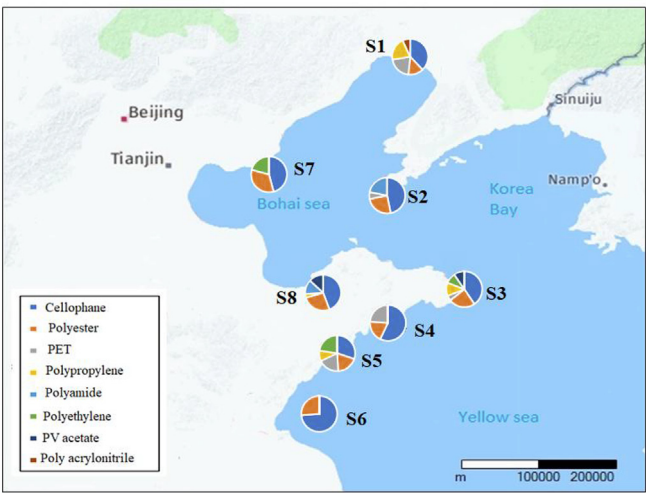 S1
Beijing
Sinuiju
Tianjin
S7
Namp'o
S2
Korea
Bay
Bohai sea
S8
S3
Cellophane
Polyester
PET
Polypropylene
Polyamide
Polyethylene
PV acetate
Poly acrylonitrile
S4
S5
S6
Yellow sea
m 100000 200000